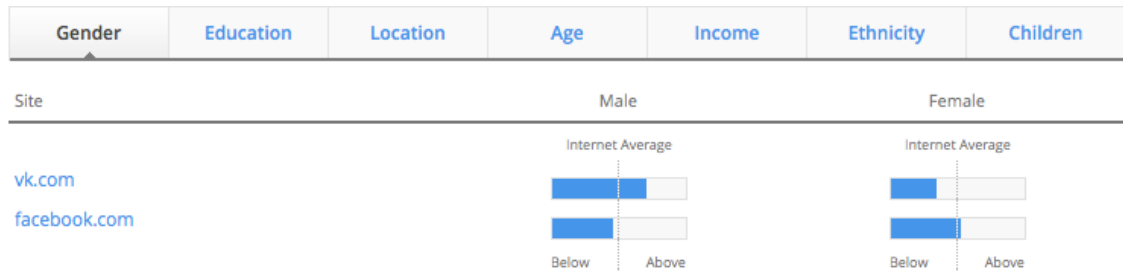 Gender Education Location Age Income Ethnicity Children
Site Male Female
Internet Average Internet Average
vk.com
facebook.com
Below Above Below Above